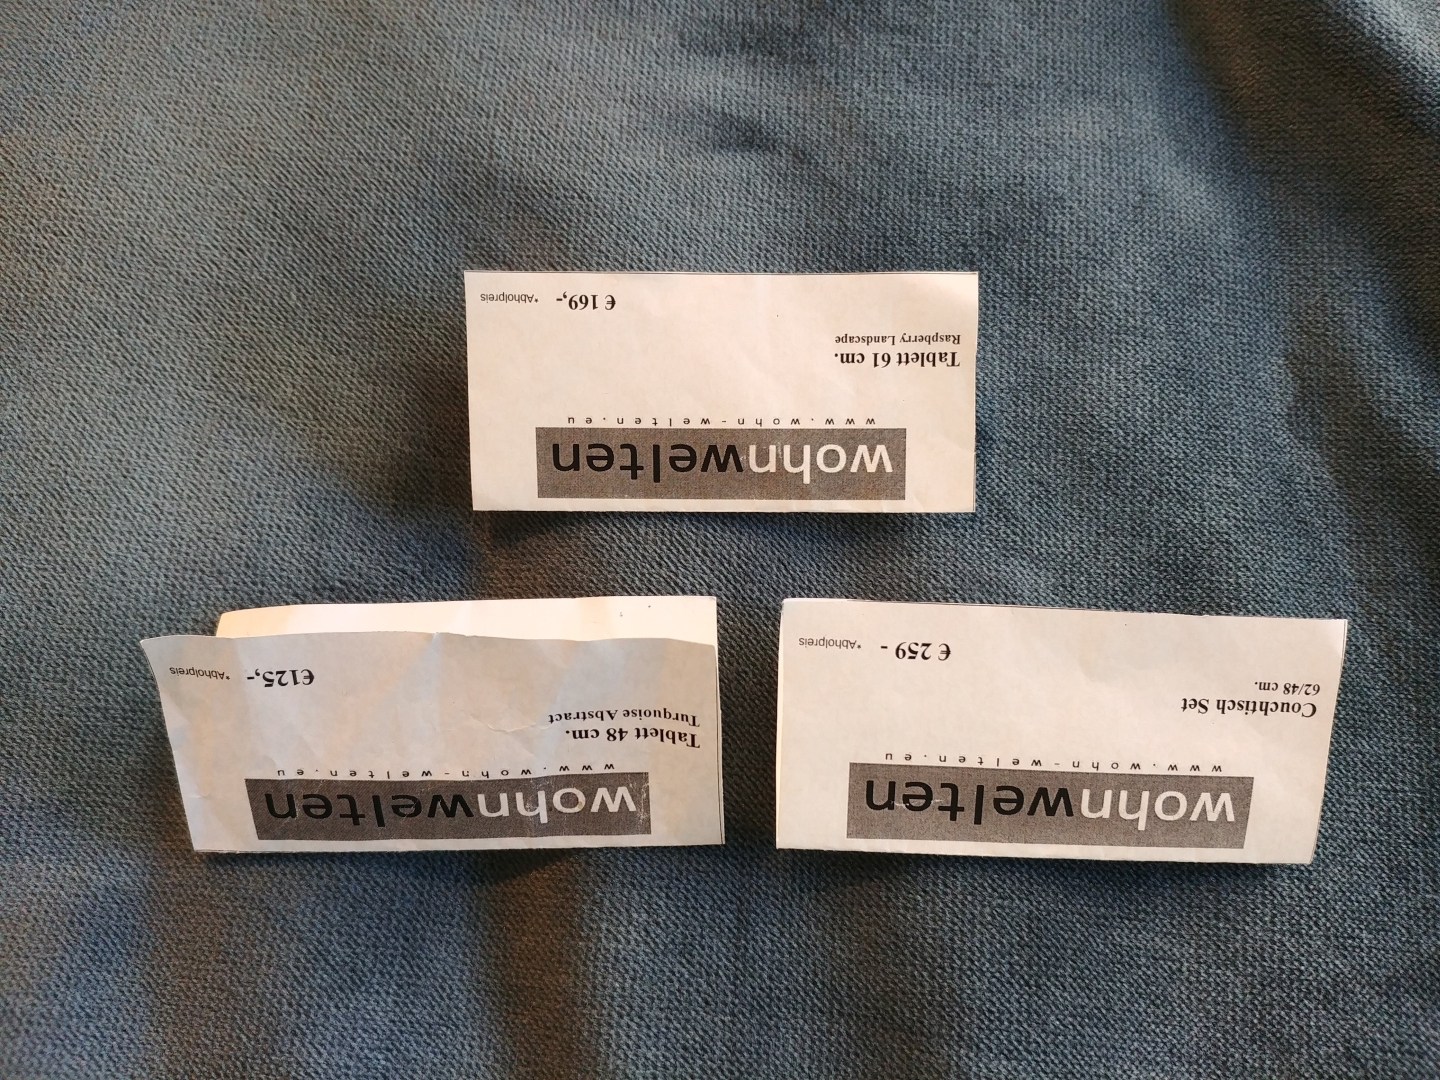 wohnwelten
www.wohn-welten.eu
Couchtisch Set
62/48 cm.
€ 259 - *Abholpreis
wohnwelten
www.wohn-welten.eu
Tablett 48 cm.
Turquoise Abstract
€125,- *Abholpreis
wohnwelten
www.wohn-welten.eu
Tablett 61 cm.
Raspberry Landscape
€ 169,- *Abholpreis